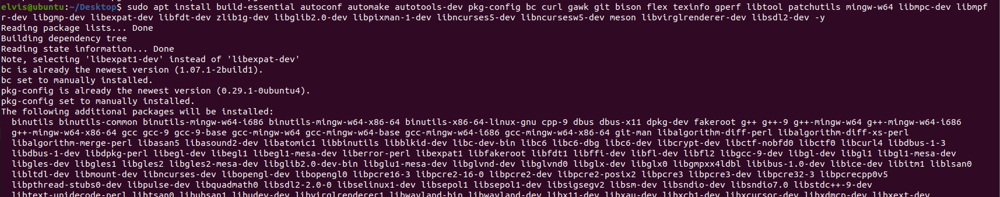 elvis@ubuntu:~/Desktop$ sudo apt install build-essential autoconf automake autotools-dev pkg-config bc curl gawk git bison flex texinfo gperf libtool patchutils mingw-w64 libmpc-dev libmpf
r-dev libgmp-dev libexpat-dev libfdt-dev zlib1g-dev libglib2.0-dev libpixman-1-dev libncurses5-dev libncursesw5-dev meson libvirglrenderer-dev libsdl2-dev -y
Reading package lists... Done
Building dependency tree
Reading state information... Done
Note, selecting 'libexpat1-dev' instead of 'libexpat-dev'
bc is already the newest version (1.07.1-2build1).
bc set to manually installed.
pkg-config is already the newest version (0.29.1-0ubuntu4).
pkg-config set to manually installed.
The following additional packages will be installed:
binutils binutils-common binutils-mingw-w64-i686 binutils-mingw-w64-x86-64 binutils-x86-64-linux-gnu cpp-9 dbus dbus-x11 dpkg-dev fakeroot g++ g++-9 g++-mingw-w64 g++-mingw-w64-i686
g++-mingw-w64-x86-64 gcc gcc-9 gcc-9-base gcc-mingw-w64 gcc-mingw-w64-base gcc-mingw-w64-i686 gcc-mingw-w64-x86-64 git-man libalgorithm-diff-perl libalgorithm-diff-xs-perl
libalgorithm-merge-perl libasan5 libasound2-dev libatomic1 libbinutils libblkid-dev libc-dev-bin libc6 libc6-dbg libc6-dev libcrypt-dev libctf-nobfd0 libctf0 libcurl4 libdbus-1-3
libdbus-1-dev libdpkg-perl libegl-dev libegl1 libegl1-mesa-dev liberror-perl libexpat1 libfakeroot libfdt1 libffi-dev libfl-dev libfl2 libgcc-9-dev libgl-dev libgl1 libgl1-mesa-dev
libgles-dev libgles1 libgles2 libgles2-mesa-dev libglib2.0-dev-bin libglu1-mesa-dev libglvnd-dev libglvnd0 libglx-dev libglx0 libgmpxx4ldbl libibus-1.0-dev libice-dev libitm1 liblsan0
libltdl-dev libmount-dev libncurses-dev libopengl-dev libopengl0 libpcre16-3 libpcre2-16-0 libpcre2-dev libpcre2-posix2 libpcre3 libpcre3-dev libpcre32-3 libpcrecpp0v5
libpthread-stubs0-dev libpulse-dev libquadmath0 libsdl2-2.0-0 libselinux1-dev libsepol1 libsepol1-dev libsigsegv2 libsm-dev libsndio-dev libsndio7.0 libstdc++-9-dev
libtext-unidecode-perl libtsan0 libubsan1 libudev-dev libvirglrenderer1 libwayland-bin libwayland-dev libx11-dev libxau-dev libxcb1-dev libxcursor-dev libxdmcp-dev libxext-dev